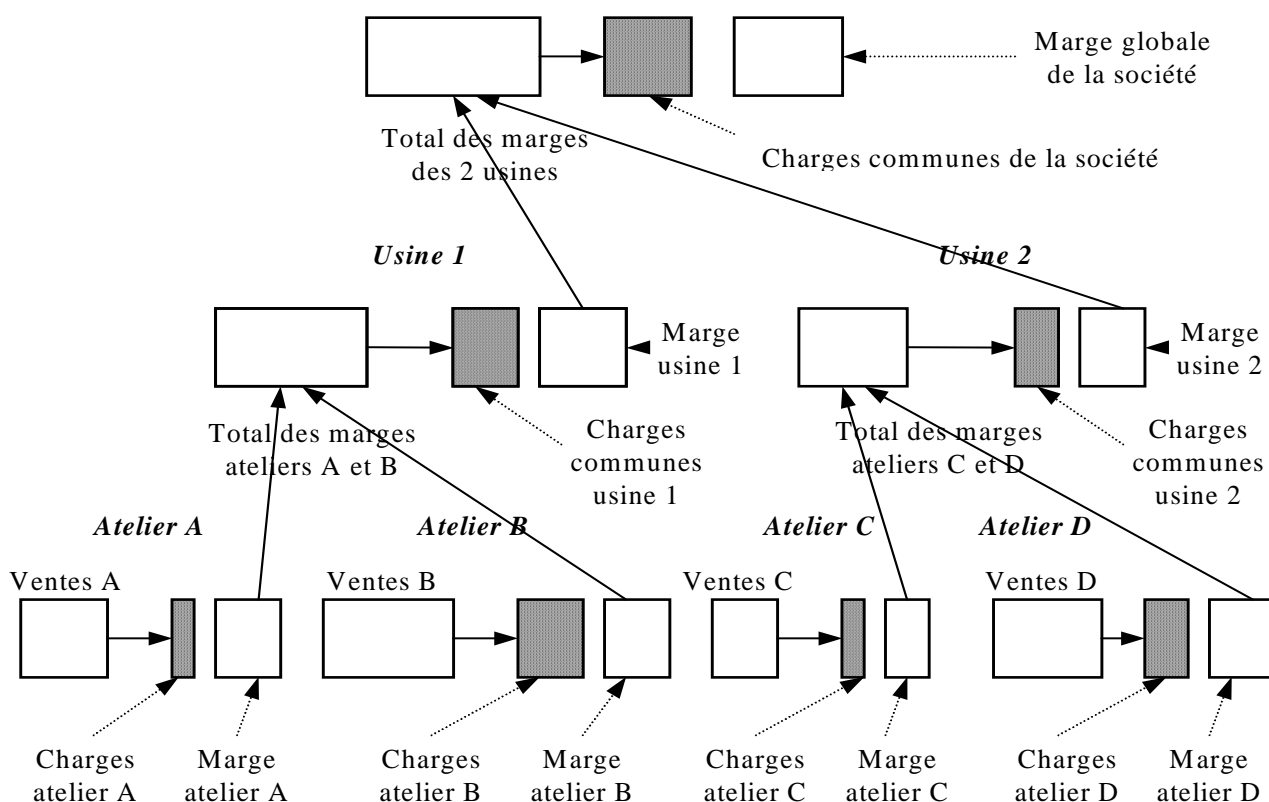 Marge globale
de la société
Total des marges
des 2 usines
Charges communes de la société
Usine 1
Usine 2
Marge
usine 1
Marge
usine 2
Total des marges
ateliers A et B
Charges
communes
usine 1
Total des marges
ateliers C et D
Charges
communes
usine 2
Atelier A
Atelier B
Atelier C
Atelier D
Ventes A
Ventes B
Ventes C
Ventes D
Charges
atelier A
Marge
atelier A
Charges
atelier B
Marge
atelier B
Charges
atelier C
Marge
atelier C
Charges
atelier D
Marge
atelier D